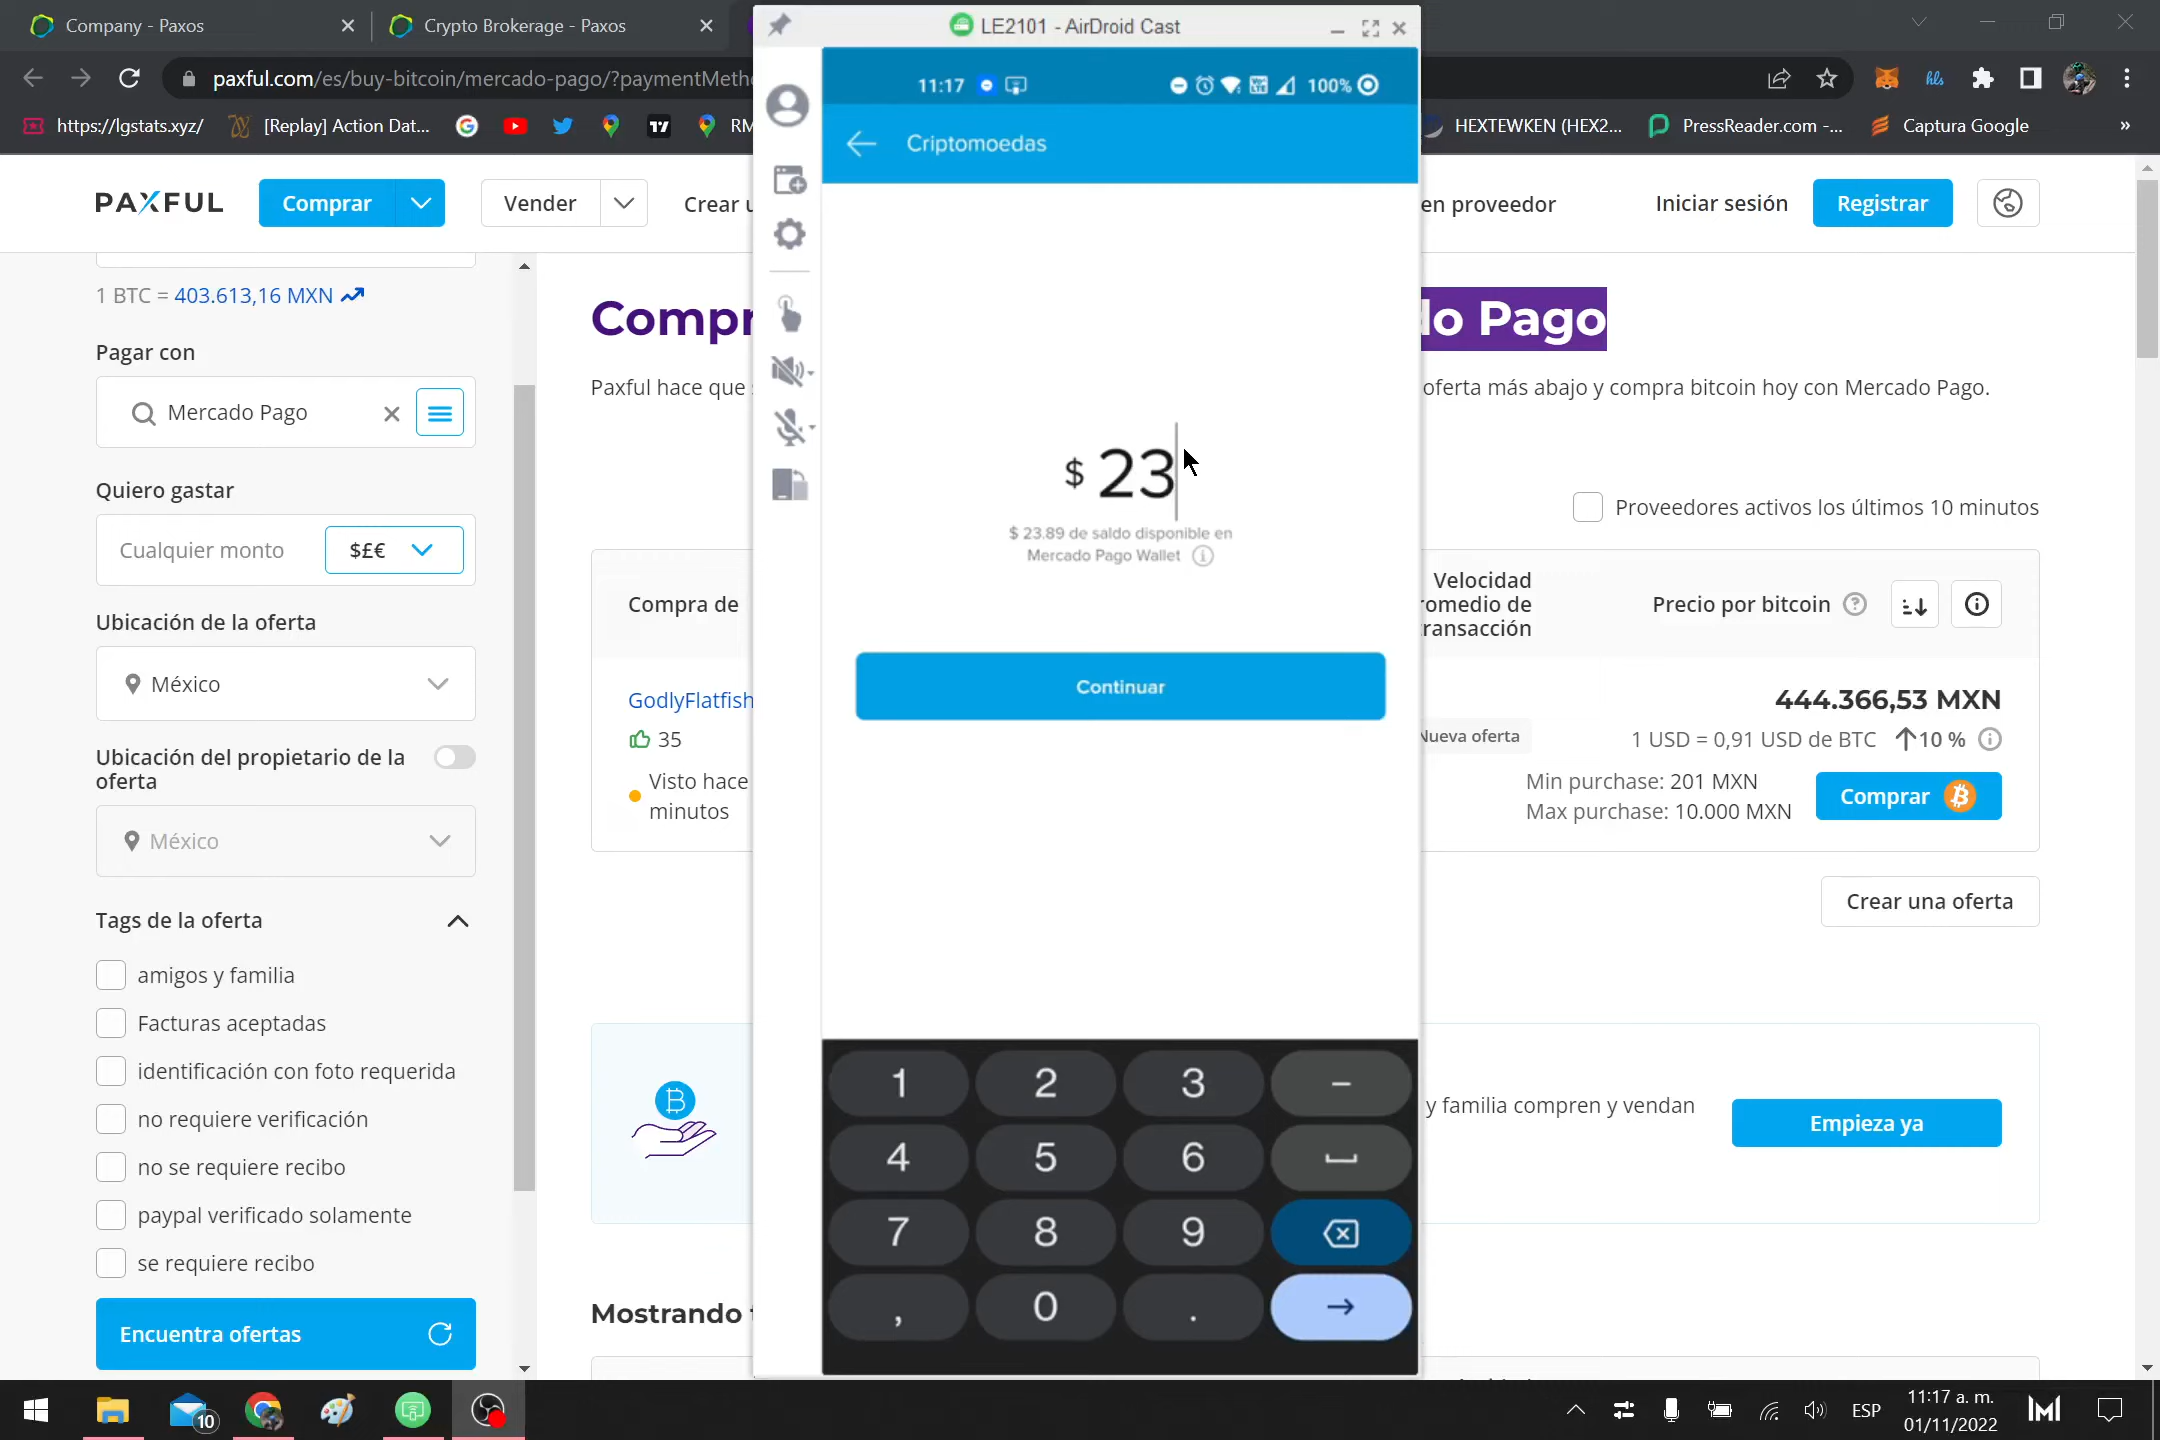 Company - Paxos
Crypto Brokerage - Paxos
LE2101 - AirDroid Cast
paxful.com/es/buy-bitcoin/mercado-pago/?paymentMetho
https://lgstats.xyz/
[Replay] Action Dat...
HEXTEWKEN (HEX2...
PressReader.com -...
Captura Google
»
11:17
100%
Criptomoedas
PAXFUL
Comprar
Vender
en proveedor
Iniciar sesión
Registrar
1 BTC = 403.613,16 MXN
Pagar con
Mercado Pago
Quiero gastar
Cualquier monto
$£€
Ubicación de la oferta
México
Ubicación del propietario de la
oferta
México
Tags de la oferta
amigos y familia
Facturas aceptadas
identificación con foto requerida
no requiere verificación
no se requiere recibo
paypal verificado solamente
se requiere recibo
Encuentra ofertas
Pago
Paxful hace que
oferta más abajo y compra bitcoin hoy con Mercado Pago.
Proveedores activos los últimos 10 minutos
Compra de
Velocidad
promedio de
transacción
Precio por bitcoin
GodlyFlatfish
35
Visto hace
minutos
Nueva oferta
444.366,53 MXN
1 USD = 0,91 USD de BTC 10 %
Min purchase: 201 MXN
Max purchase: 10.000 MXN
Comprar
Crear una oferta
y familia compren y vendan
Empieza ya
Mostrando
$ 23
$ 23.89 de saldo disponible en
Mercado Pago Wallet
Continuar
1 2 3 -
4 5 6
7 8 9
, 0 .
10
ESP
11:17 a. m.
01/11/2022